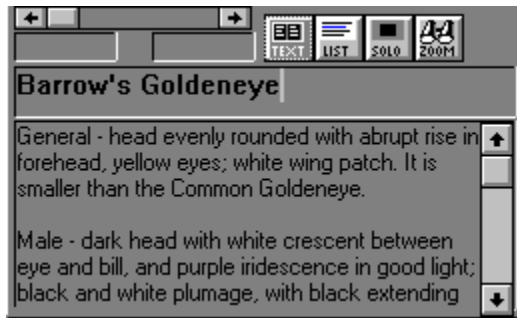 TEXT LIST SOLO ZOOM
Barrow's Goldeneye
General - head evenly rounded with abrupt rise in
forehead, yellow eyes; white wing patch. It is
smaller than the Common Goldeneye.
Male - dark head with white crescent between
eye and bill, and purple iridescence in good light;
black and white plumage, with black extending